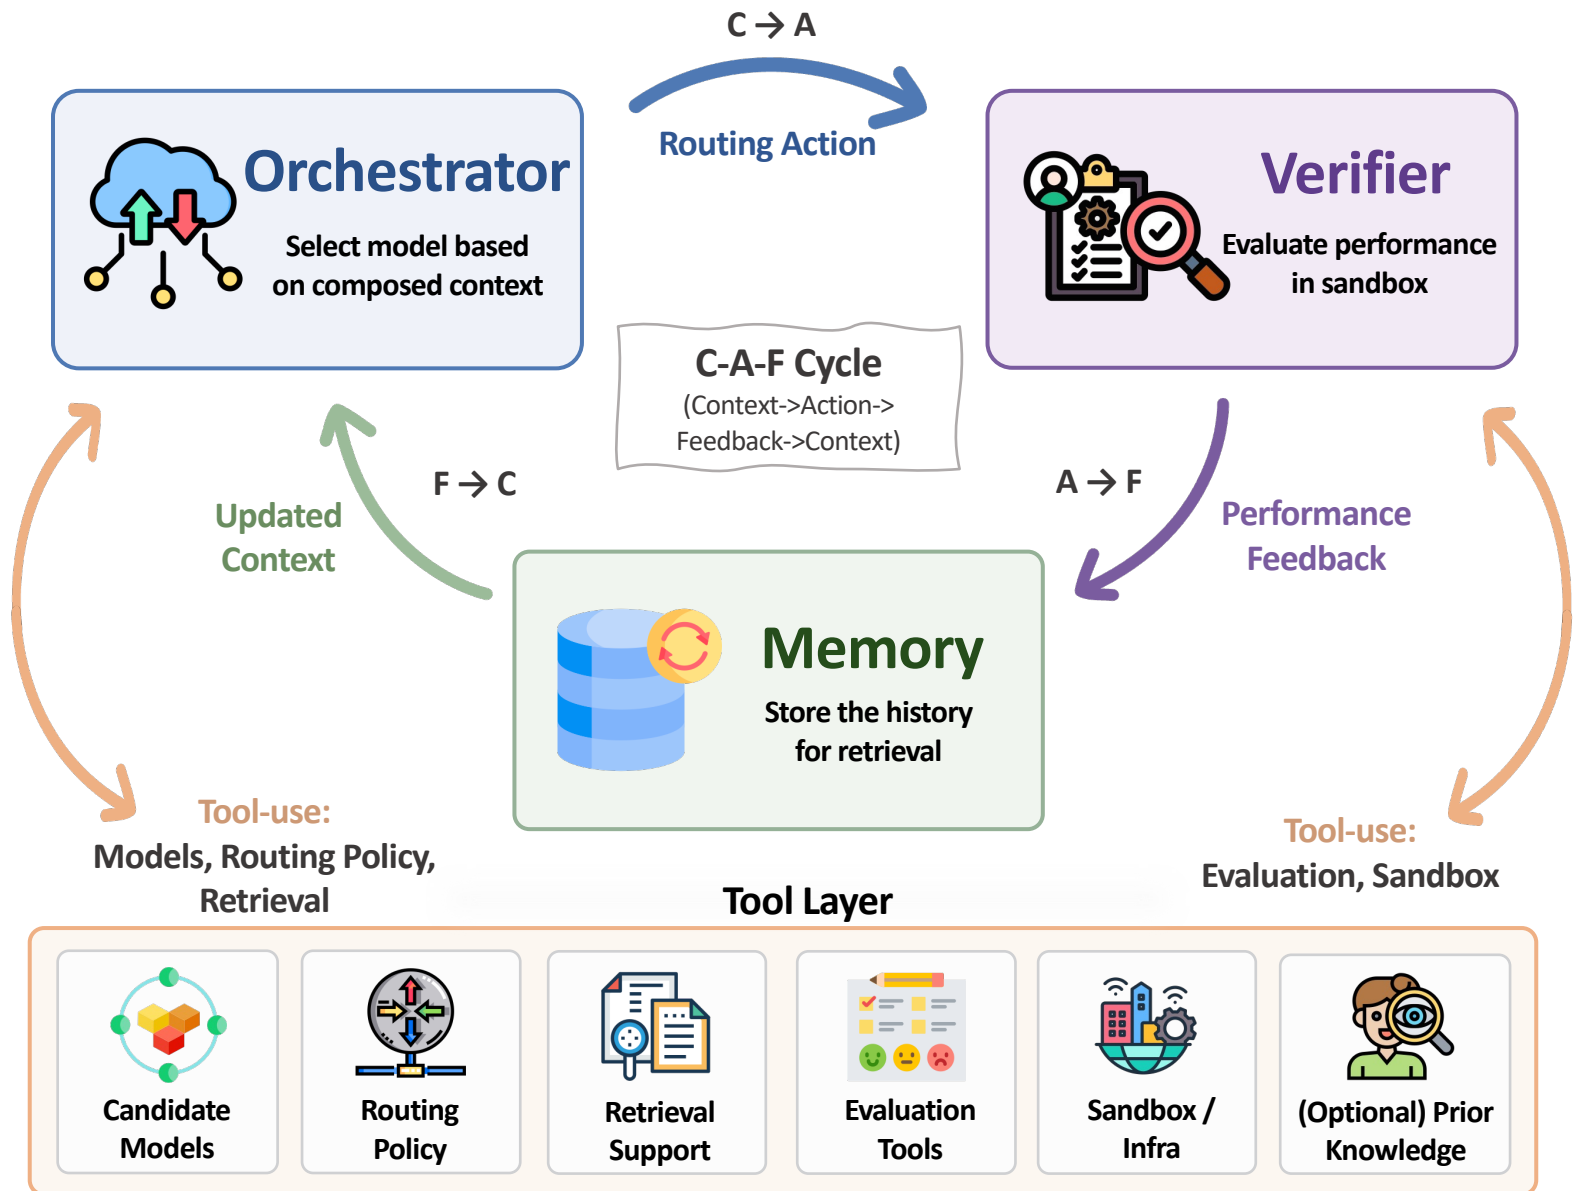 C → A
Routing Action
Orchestrator
Select model based
on composed context
Verifier
Evaluate performance
in sandbox
C-A-F Cycle
(Context->Action->
Feedback->Context)
F → C
Updated
Context
A → F
Performance
Feedback
Memory
Store the history
for retrieval
Tool-use:
Models, Routing Policy,
Retrieval
Tool-use:
Evaluation, Sandbox
Tool Layer
Candidate
Models
Routing
Policy
Retrieval
Support
Evaluation
Tools
Sandbox /
Infra
(Optional) Prior
Knowledge